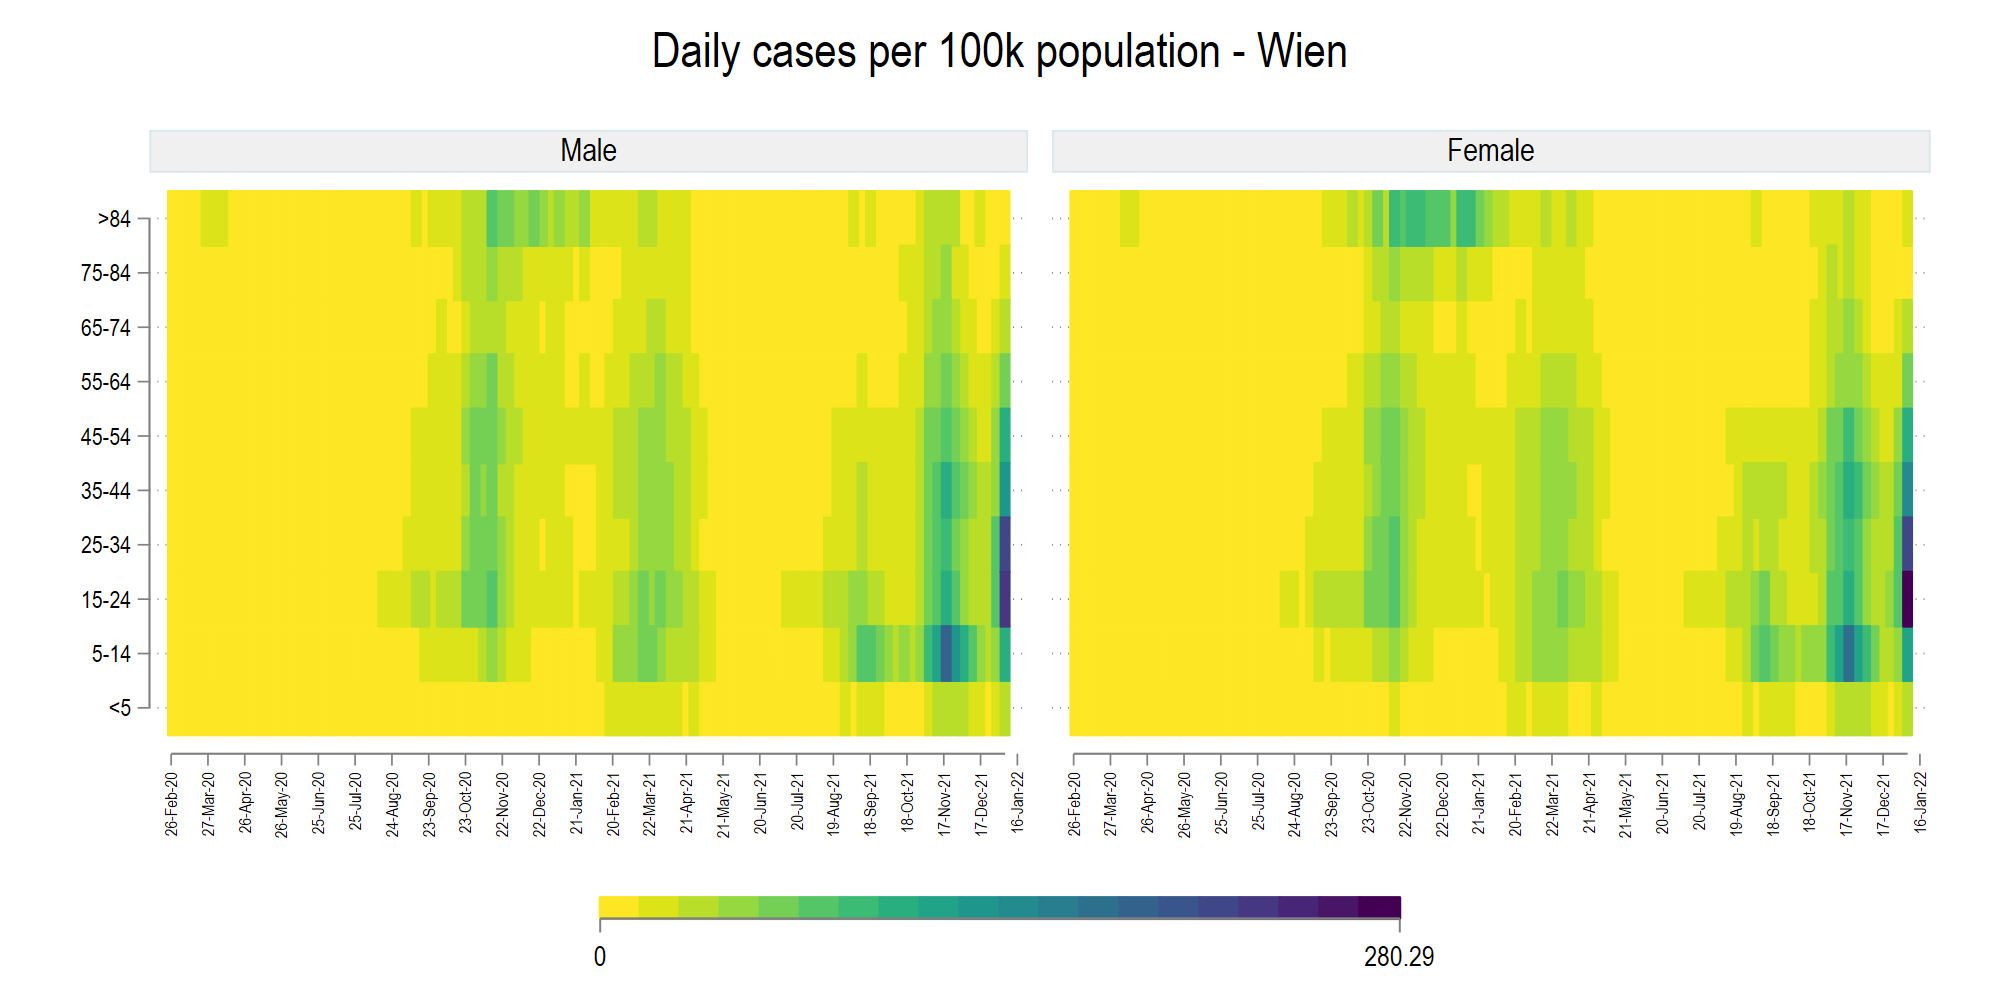 Daily cases per 100k population - Wien
Male
Female
>84
75-84
65-74
55-64
45-54
35-44
25-34
15-24
5-14
<5
26-Feb-20
27-Mar-20
26-Apr-20
26-May-20
25-Jun-20
25-Jul-20
24-Aug-20
23-Sep-20
23-Oct-20
22-Nov-20
22-Dec-20
21-Jan-21
20-Feb-21
22-Mar-21
21-Apr-21
21-May-21
20-Jun-21
20-Jul-21
19-Aug-21
18-Sep-21
18-Oct-21
17-Nov-21
17-Dec-21
16-Jan-22
26-Feb-20
27-Mar-20
26-Apr-20
26-May-20
25-Jun-20
25-Jul-20
24-Aug-20
23-Sep-20
23-Oct-20
22-Nov-20
22-Dec-20
21-Jan-21
20-Feb-21
22-Mar-21
21-Apr-21
21-May-21
20-Jun-21
20-Jul-21
19-Aug-21
18-Sep-21
18-Oct-21
17-Nov-21
17-Dec-21
16-Jan-22
0
280.29